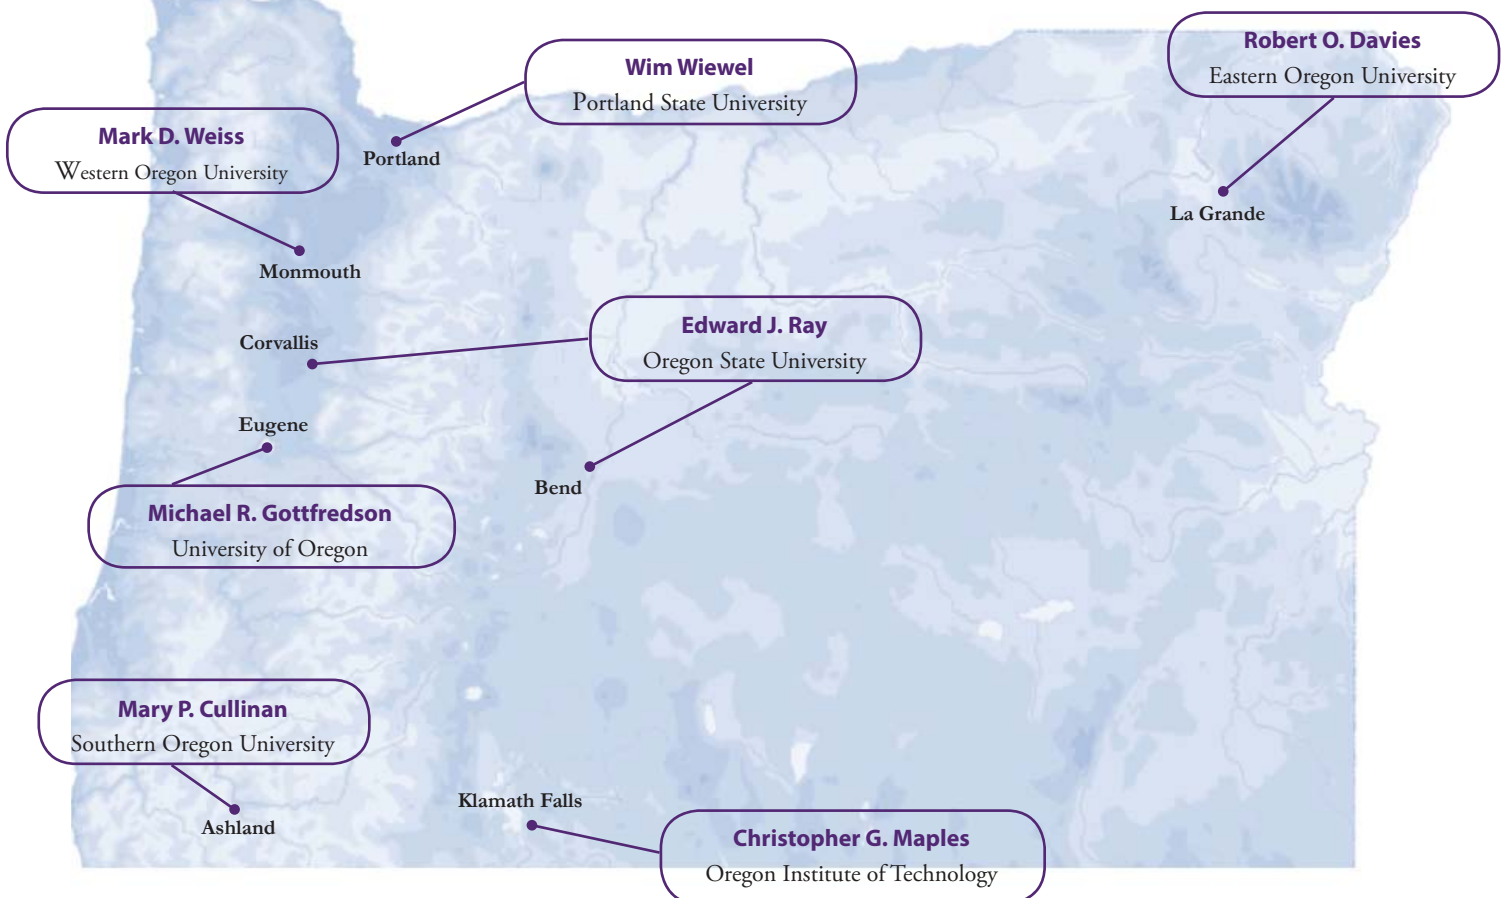 Robert O. Davies
Eastern Oregon University
Wim Wiewel
Portland State University
Mark D. Weiss
Western Oregon University
Portland
La Grande
Monmouth
Edward J. Ray
Oregon State University
Corvallis
Eugene
Bend
Michael R. Gottfredson
University of Oregon
Mary P. Cullinan
Southern Oregon University
Klamath Falls
Ashland
Christopher G. Maples
Oregon Institute of Technology